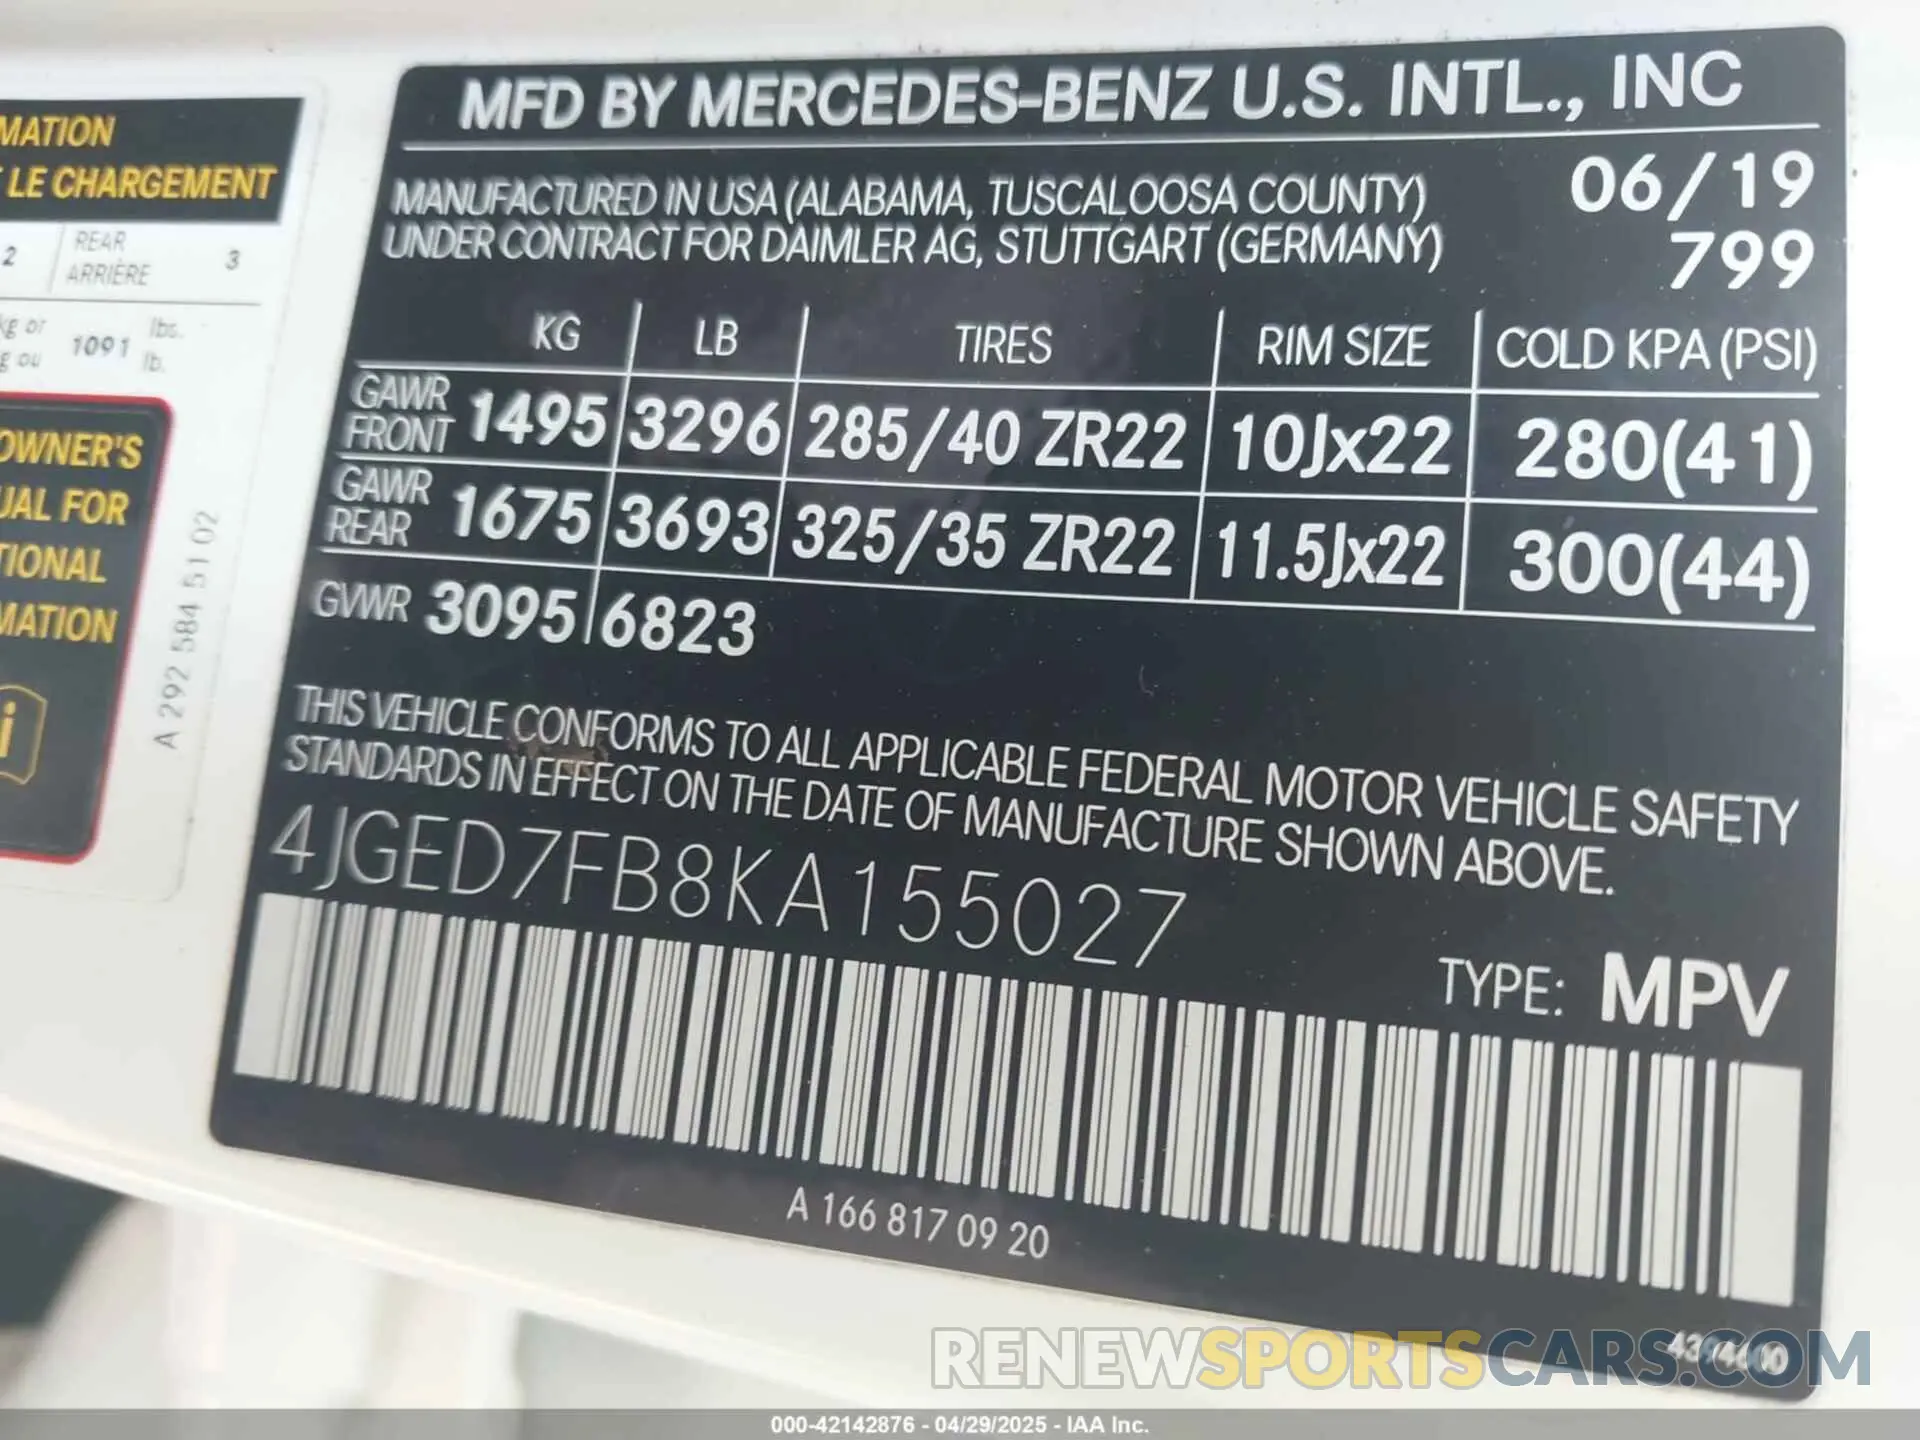 MATION
LE CHARGEMENT
2 REAR ARRIÈRE 3
kg or 1091 lbs.
g ou lb.
OWNER'S
UAL FOR
TIONAL
MATION
i
A 292 584 51 02
MFD BY MERCEDES-BENZ U.S. INTL., INC
MANUFACTURED IN USA (ALABAMA, TUSCALOOSA COUNTY) 06/19
UNDER CONTRACT FOR DAIMLER AG, STUTTGART (GERMANY) 799
KG LB TIRES RIM SIZE COLD KPA (PSI)
GAWR FRONT 1495 3296 285/40 ZR22 10Jx22 280(41)
GAWR REAR 1675 3693 325/35 ZR22 11.5Jx22 300(44)
GVWR 3095 6823
THIS VEHICLE CONFORMS TO ALL APPLICABLE FEDERAL MOTOR VEHICLE SAFETY
STANDARDS IN EFFECT ON THE DATE OF MANUFACTURE SHOWN ABOVE.
4JGED7FB8KA155027
TYPE: MPV
A 166 817 09 20
RENEWSPORTSCARS.COM
000-42142876 - 04/29/2025 - IAA Inc.